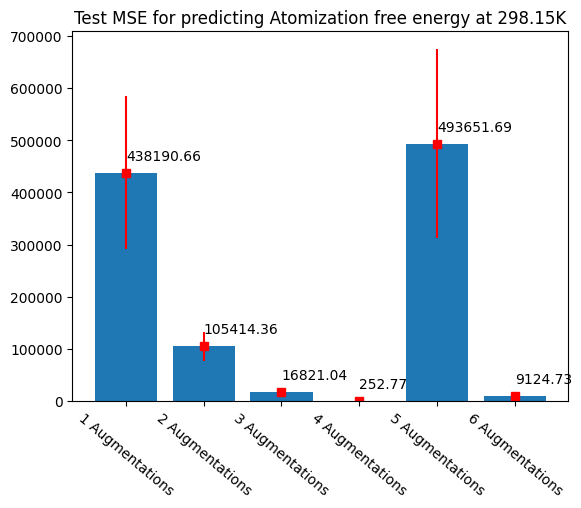 Test MSE for predicting Atomization free energy at 298.15K
700000
600000
500000
400000
300000
200000
100000
0
438190.66
105414.36
16821.04
252.77
493651.69
9124.73
1 Augmentations
2 Augmentations
3 Augmentations
4 Augmentations
5 Augmentations
6 Augmentations